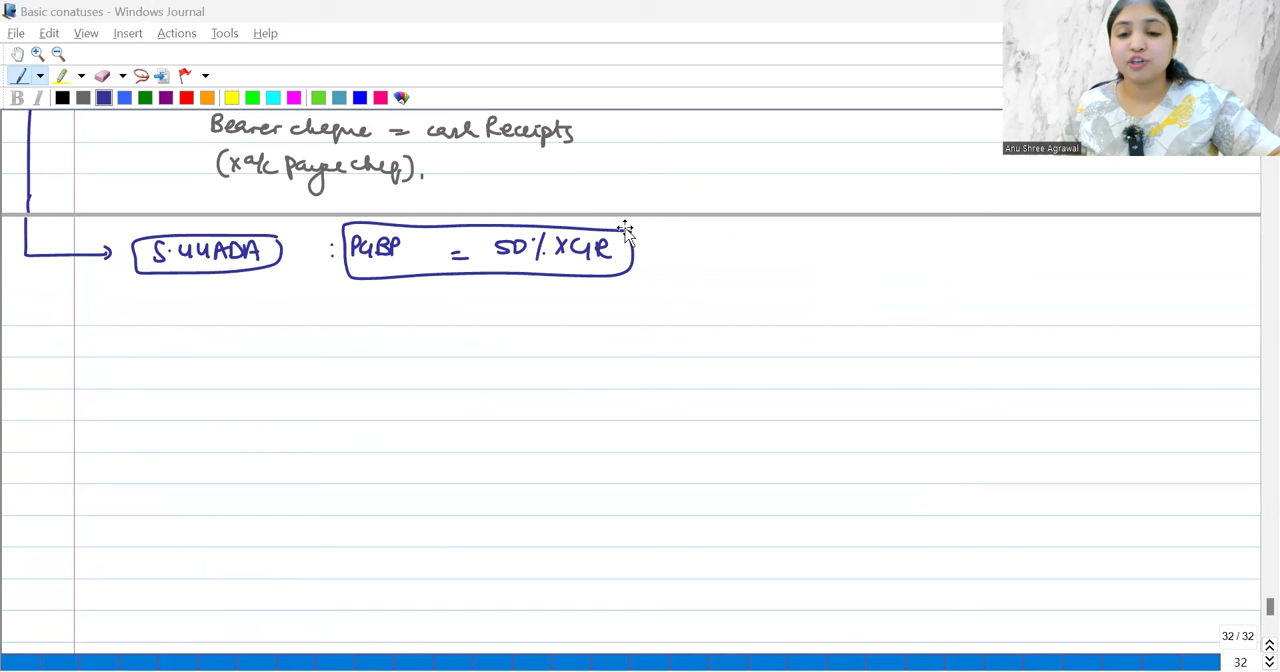 Basic conatuses - Windows Journal
File Edit View Insert Actions Tools Help
B I
Anu Shree Agrawal
Bearer cheque = cash Receipts
(x a/c payee cheq).
S.44ADA : PGBP = 50% X GR
32 / 32
32